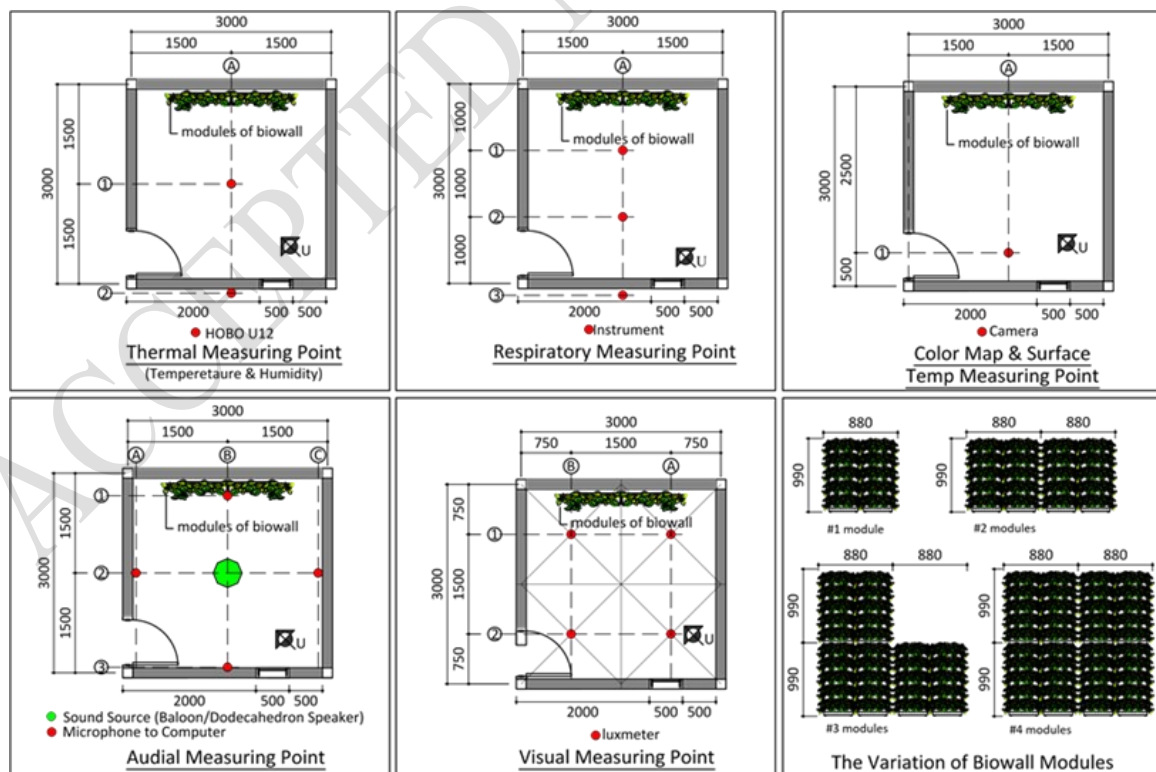 ACCEPTED
3000
1500 1500
A
modules of biowall
3000
1500
1500
1
2
U
2000 500 500
HOBO U12
Thermal Measuring Point
(Temperetaure & Humidity)
3000
1500 1500
A
modules of biowall
3000
1000
1000
1000
1
2
3
U
2000 500 500
Instrument
Respiratory Measuring Point
3000
1500 1500
A
modules of biowall
3000
2500
500
1
U
2000 500 500
Camera
Color Map & Surface
Temp Measuring Point
3000
1500 1500
A B C
modules of biowall
3000
1500
1500
1
2
3
U
2000 500 500
Sound Source (Baloon/Dodecahedron Speaker)
Microphone to Computer
Audial Measuring Point
3000
750 1500 750
B A
modules of biowall
3000
750
1500
750
1
2
U
2000 500 500
luxmeter
Visual Measuring Point
880 880 880
990 990
#1 module #2 modules
880 880 880 880
990 990
990 990
#3 modules #4 modules
The Variation of Biowall Modules